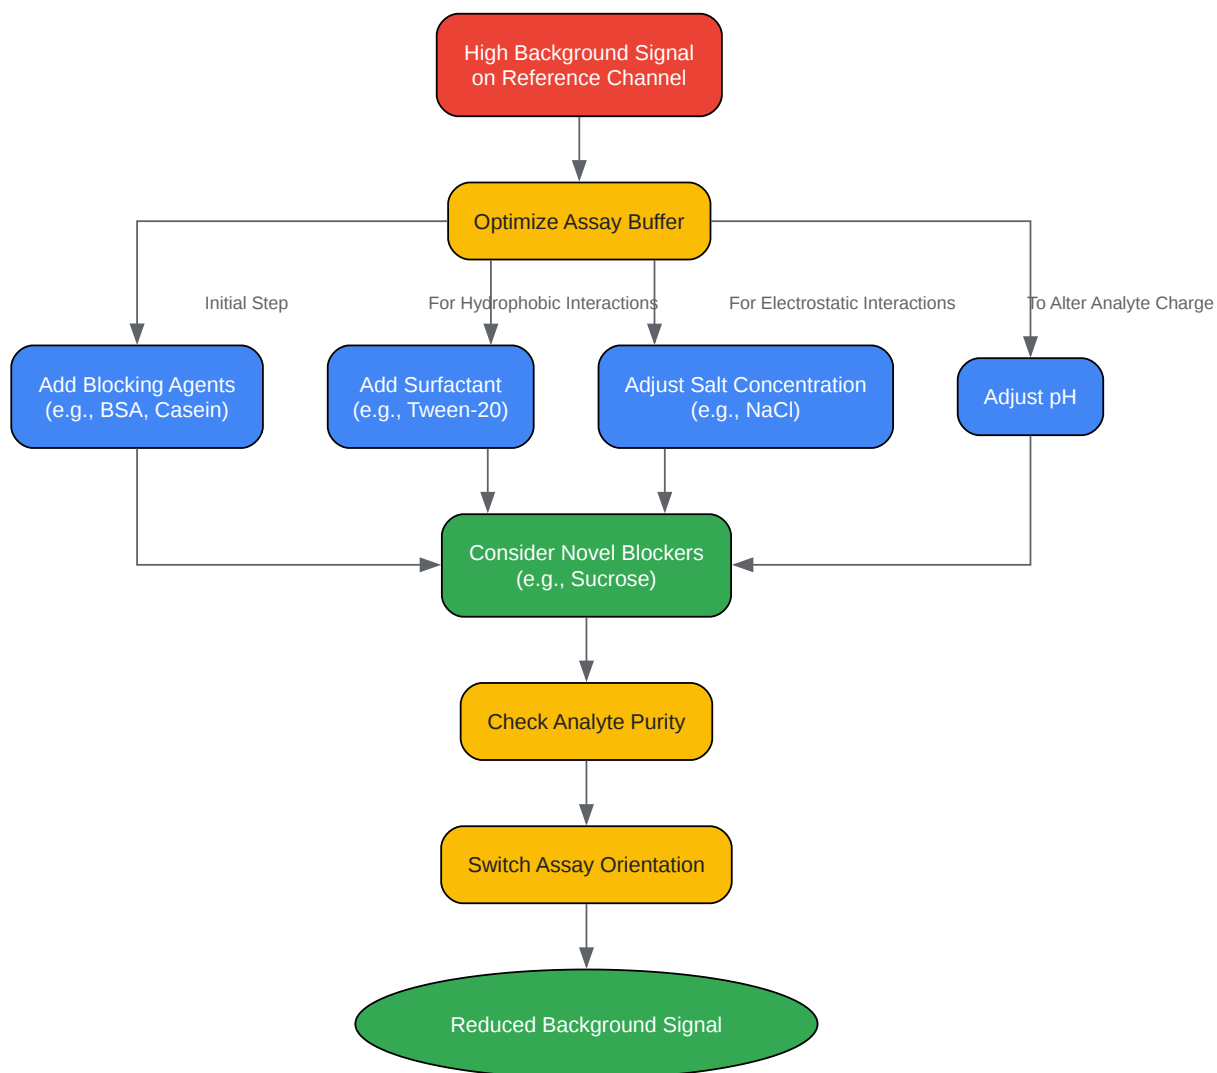 High Background Signal
on Reference Channel
Optimize Assay Buffer
Initial Step
For Hydrophobic Interactions
For Electrostatic Interactions
To Alter Analyte Charge
Add Blocking Agents
(e.g., BSA, Casein)
Add Surfactant
(e.g., Tween-20)
Adjust Salt Concentration
(e.g., NaCl)
Adjust pH
Consider Novel Blockers
(e.g., Sucrose)
Check Analyte Purity
Switch Assay Orientation
Reduced Background Signal